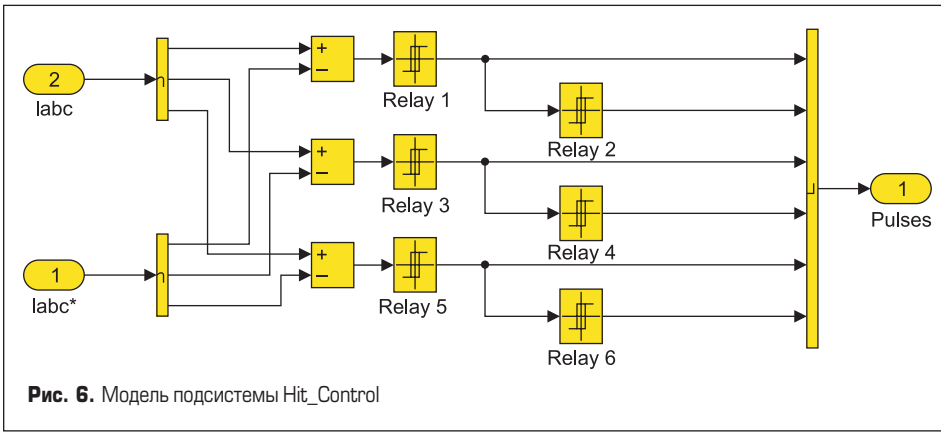 2
Iabc
+
−
Relay 1
Relay 2
+
−
Relay 3
Relay 4
1
Pulses
1
Iabc*
+
−
Relay 5
Relay 6
Рис. 6. Модель подсистемы Hit_Control